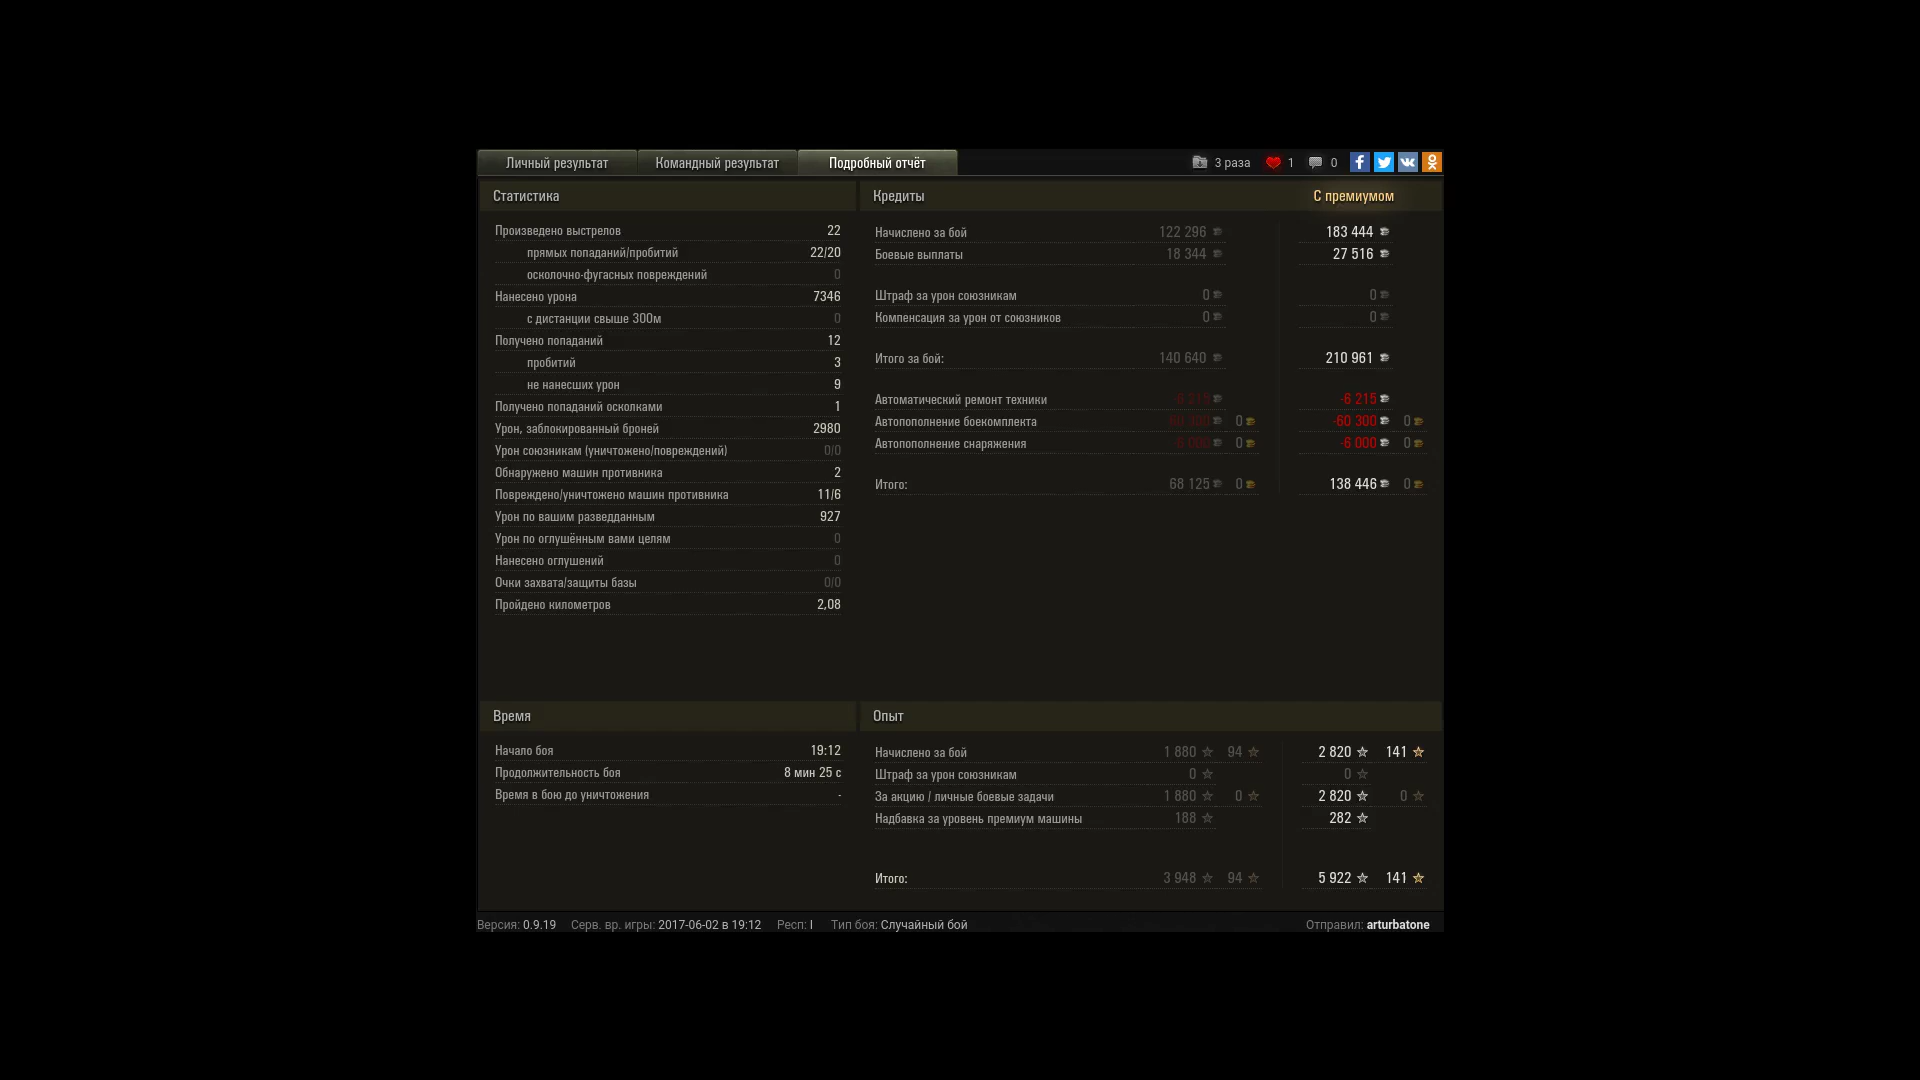 Личный результат Командный результат Подробный отчёт 3 раза 1 0
Статистика
Произведено выстрелов 22
прямых попаданий/пробитий 22/20
осколочно-фугасных повреждений 0
Нанесено урона 7346
с дистанции свыше 300м 0
Получено попаданий 12
пробитий 3
не нанесших урон 9
Получено попаданий осколками 1
Урон, заблокированный броней 2980
Урон союзникам (уничтожено/повреждений) 0/0
Обнаружено машин противника 2
Повреждено/уничтожено машин противника 11/6
Урон по вашим разведданным 927
Урон по оглушённым вами целям 0
Нанесено оглушений 0
Очки захвата/защиты базы 0/0
Пройдено километров 2,08
Кредиты С премиумом
Начислено за бой 122 296 183 444
Боевые выплаты 18 344 27 516
Штраф за урон союзникам 0 0
Компенсация за урон от союзников 0 0
Итого за бой: 140 640 210 961
Автоматический ремонт техники -6 215 -6 215
Автопополнение боекомплекта -60 300 0 -60 300 0
Автопополнение снаряжения -6 000 0 -6 000 0
Итого: 68 125 0 138 446 0
Время
Начало боя 19:12
Продолжительность боя 8 мин 25 с
Время в бою до уничтожения -
Опыт
Начислено за бой 1 880 94 2 820 141
Штраф за урон союзникам 0 0
За акцию / личные боевые задачи 1 880 0 2 820 0
Надбавка за уровень премиум машины 188 282
Итого: 3 948 94 5 922 141
Версия: 0.9.19 Серв. вр. игры: 2017-06-02 в 19:12 Респ: I Тип боя: Случайный бой Отправил: arturbatone